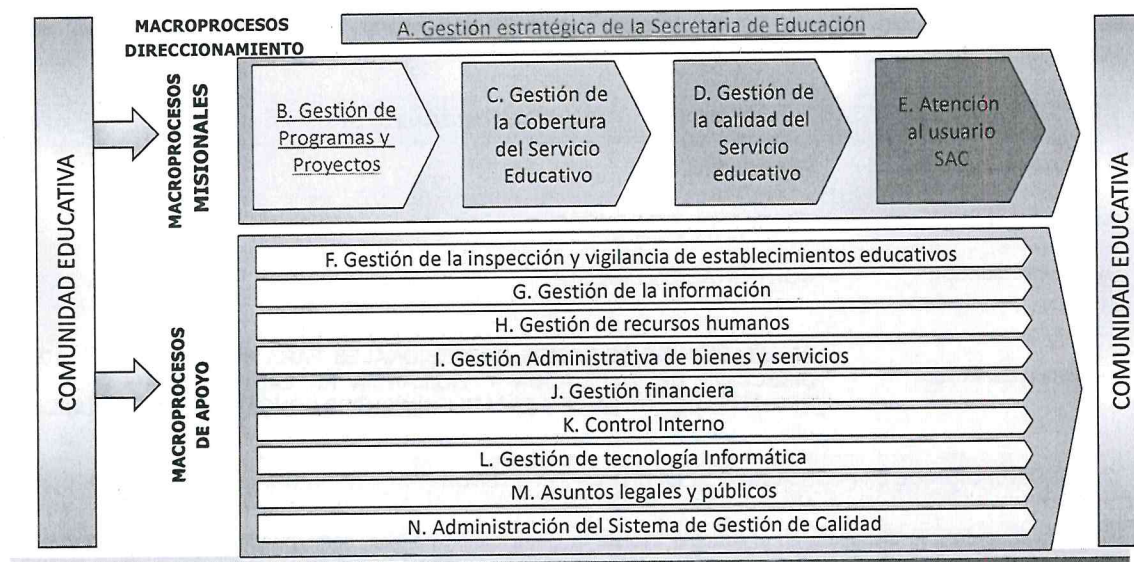 MACROPROCESOS
DIRECCIONAMIENTO
A. Gestión estratégica de la Secretaria de Educación
COMUNIDAD EDUCATIVA
MACROPROCESOS
MISIONALES
B. Gestión de
Programas y
Proyectos
C. Gestión de
la Cobertura
del Servicio
Educativo
D. Gestión de
la calidad del
Servicio
educativo
E. Atención
al usuario
SAC
MACROPROCESOS
DE APOYO
F. Gestión de la inspección y vigilancia de establecimientos educativos
G. Gestión de la información
H. Gestión de recursos humanos
I. Gestión Administrativa de bienes y servicios
J. Gestión financiera
K. Control Interno
L. Gestión de tecnología Informática
M. Asuntos legales y públicos
N. Administración del Sistema de Gestión de Calidad
COMUNIDAD EDUCATIVA